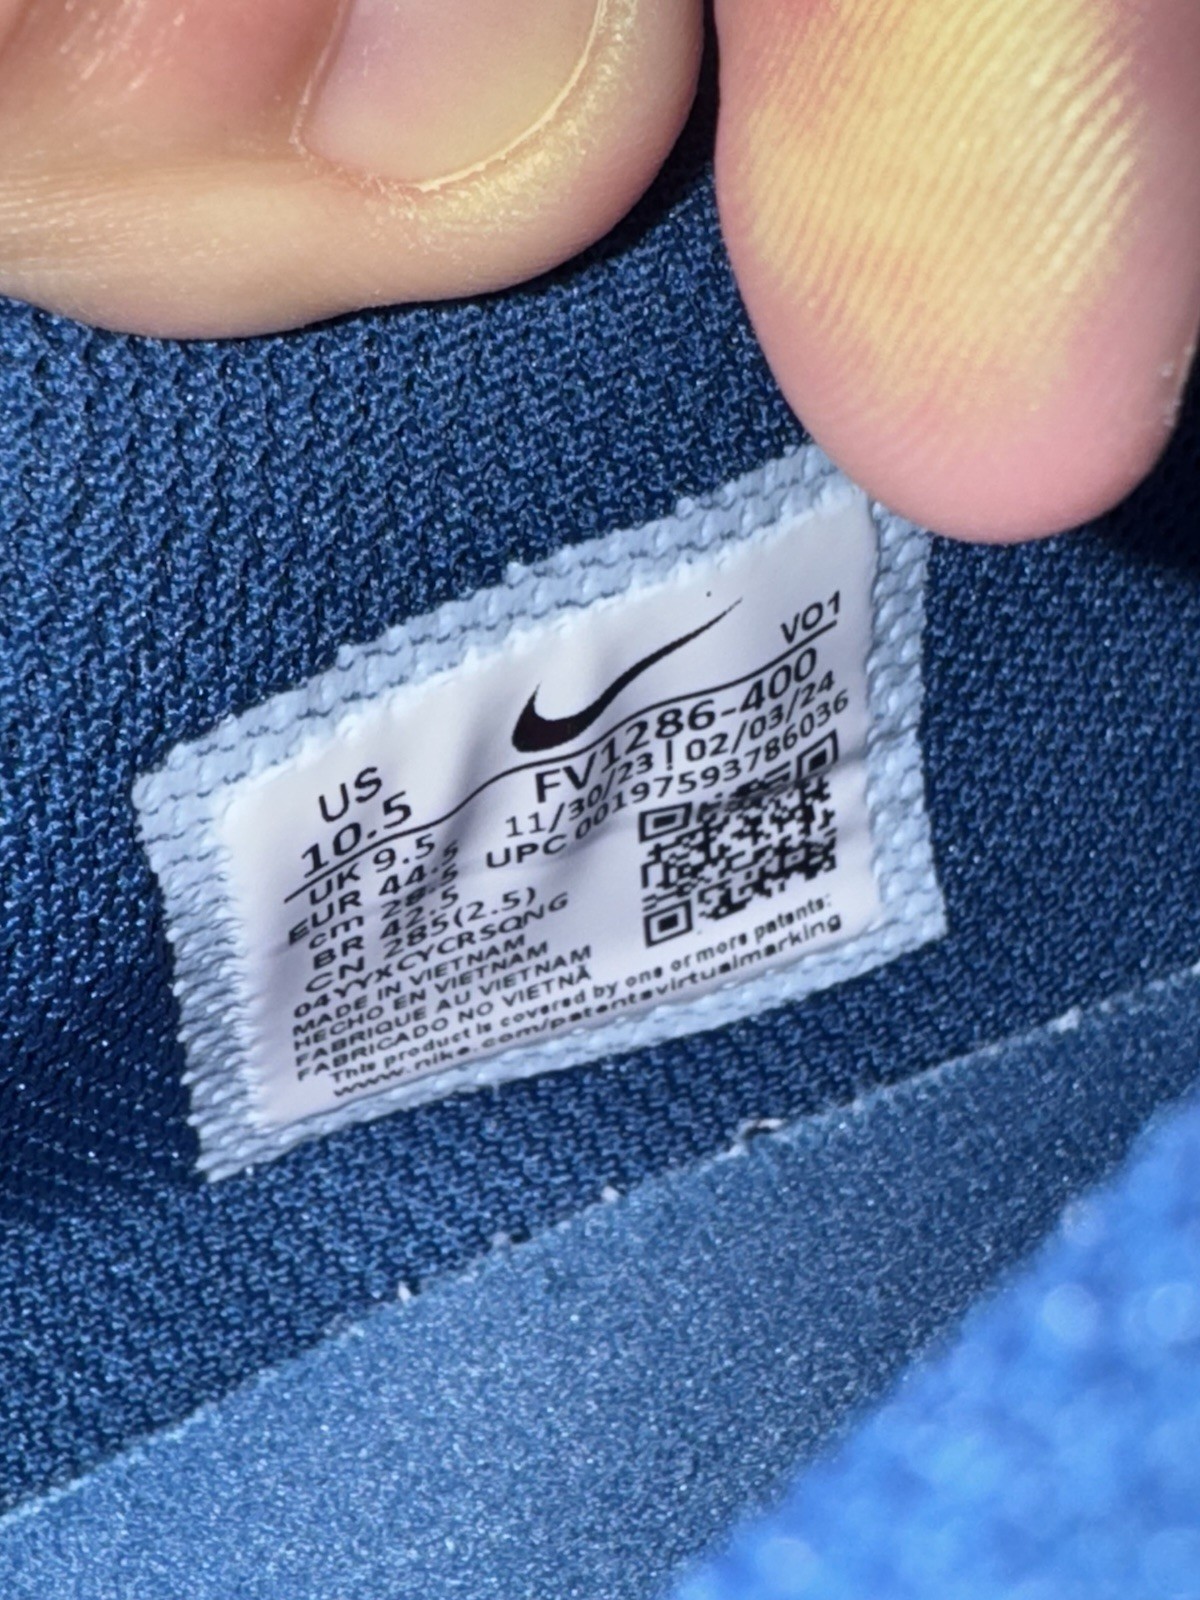 VO1
US
10.5
FV1286-400
11/30/23 | 02/03/24
UPC 00197593786036
UK 9.5
EUR 44.5
cm 28.5
BR 42.5
CN 285(2.5)
04YYXCYCRSQNG
MADE IN VIETNAM
HECHO EN VIETNAM
FABRIQUE AU VIETNAM
FABRICADO NO VIETNÃ
This product is covered by one or more patents:
www.nike.com/patentsvirtualmarking